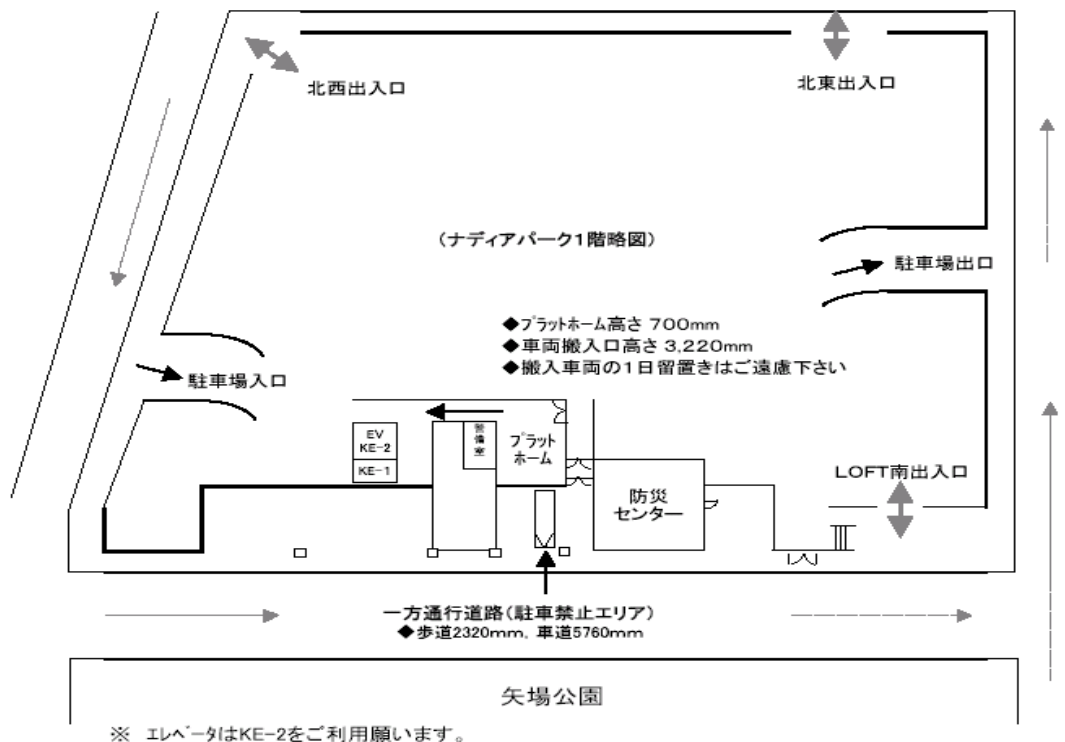 北西出入口
北東出入口
(ナディアパーク1階略図)
駐車場出口
◆プラットホーム高さ 700mm
◆車両搬入口高さ 3,220mm
◆搬入車両の1日留置きはご遠慮下さい
駐車場入口
EV
KE-2
KE-1
警備室
プラット
ホーム
防災
センター
LOFT南出入口
一方通行道路(駐車禁止エリア)
◆歩道2320mm, 車道5760mm
矢場公園
※ エレベータはKE-2をご利用願います。